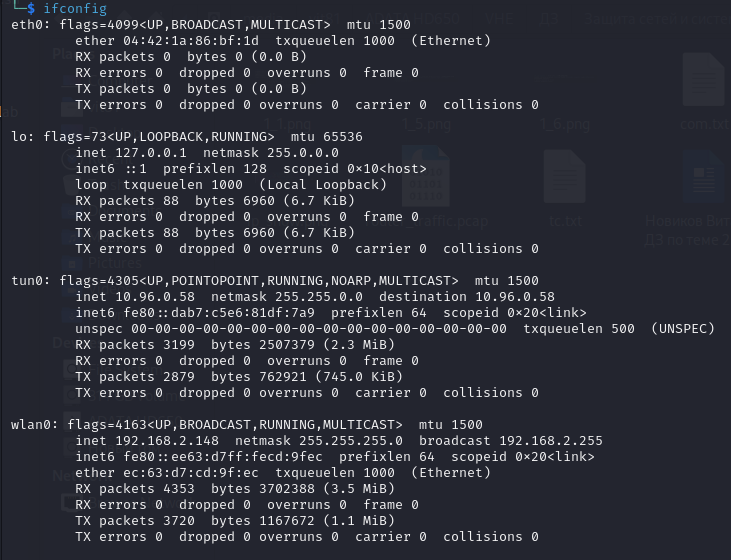 └─$ ifconfig
eth0: flags=4099<UP,BROADCAST,MULTICAST>  mtu 1500
        ether 04:42:1a:86:bf:1d  txqueuelen 1000  (Ethernet)
        RX packets 0  bytes 0 (0.0 B)
        RX errors 0  dropped 0  overruns 0  frame 0
        TX packets 0  bytes 0 (0.0 B)
        TX errors 0  dropped 0 overruns 0  carrier 0  collisions 0

lo: flags=73<UP,LOOPBACK,RUNNING>  mtu 65536
        inet 127.0.0.1  netmask 255.0.0.0
        inet6 ::1  prefixlen 128  scopeid 0x10<host>
        loop  txqueuelen 1000  (Local Loopback)
        RX packets 88  bytes 6960 (6.7 KiB)
        RX errors 0  dropped 0  overruns 0  frame 0
        TX packets 88  bytes 6960 (6.7 KiB)
        TX errors 0  dropped 0 overruns 0  carrier 0  collisions 0

tun0: flags=4305<UP,POINTOPOINT,RUNNING,NOARP,MULTICAST>  mtu 1500
        inet 10.96.0.58  netmask 255.255.0.0  destination 10.96.0.58
        inet6 fe80::dab7:c5e6:81df:7a9  prefixlen 64  scopeid 0x20<link>
        unspec 00-00-00-00-00-00-00-00-00-00-00-00-00-00-00-00  txqueuelen 500  (UNSPEC)
        RX packets 3199  bytes 2507379 (2.3 MiB)
        RX errors 0  dropped 0  overruns 0  frame 0
        TX packets 2879  bytes 762921 (745.0 KiB)
        TX errors 0  dropped 0 overruns 0  carrier 0  collisions 0

wlan0: flags=4163<UP,BROADCAST,RUNNING,MULTICAST>  mtu 1500
        inet 192.168.2.148  netmask 255.255.255.0  broadcast 192.168.2.255
        inet6 fe80::ee63:d7ff:fecd:9fec  prefixlen 64  scopeid 0x20<link>
        ether ec:63:d7:cd:9f:ec  txqueuelen 1000  (Ethernet)
        RX packets 4353  bytes 3702388 (3.5 MiB)
        RX errors 0  dropped 0  overruns 0  frame 0
        TX packets 3720  bytes 1167672 (1.1 MiB)
        TX errors 0  dropped 0 overruns 0  carrier 0  collisions 0